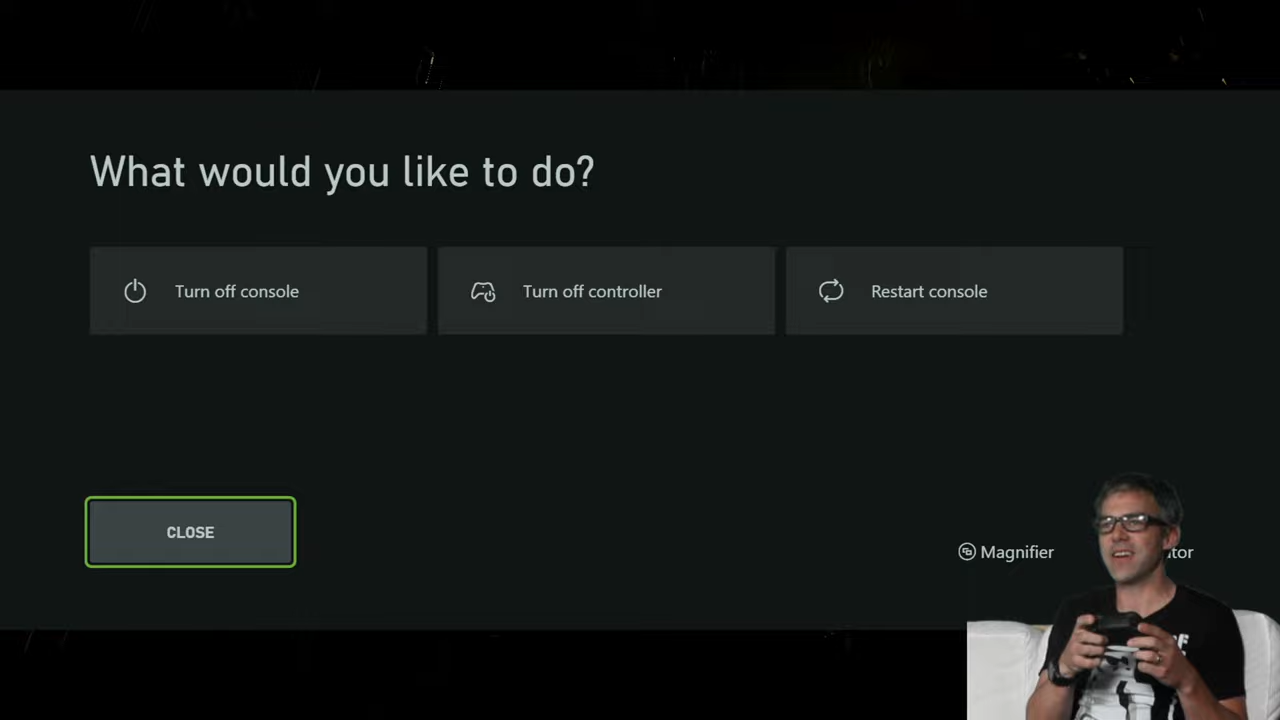 What would you like to do?
Turn off console
Turn off controller
Restart console
CLOSE
Magnifier